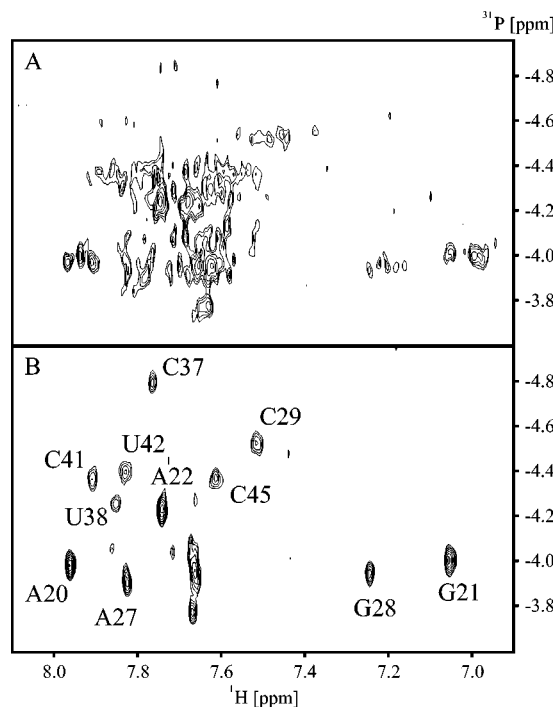 ³¹P [ppm]
A
-4.8
-4.6
-4.4
-4.2
-4.0
-3.8
B
C37
-4.8
C29
-4.6
U42
C41
A22
C45
-4.4
U38
-4.2
A20
A27
G28
G21
-4.0
-3.8
8.0 7.8 7.6 7.4 7.2 7.0
¹H [ppm]